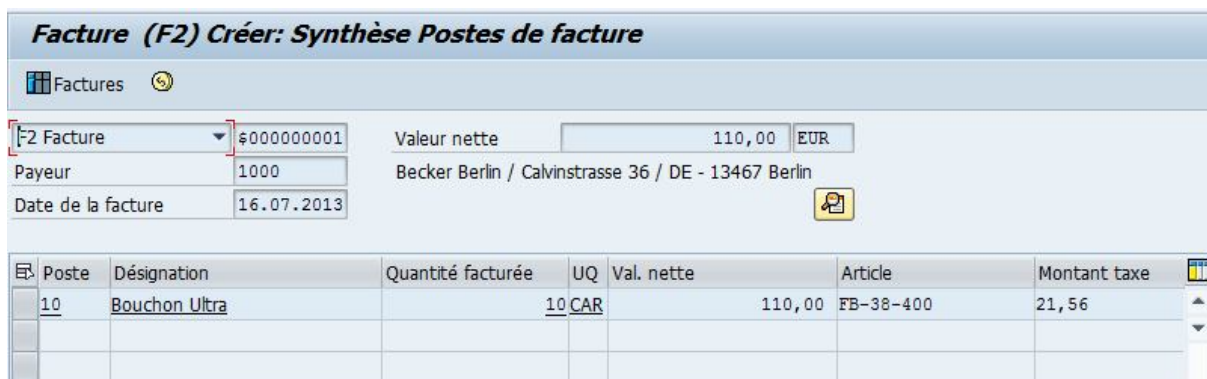 Facture (F2) Créer: Synthèse Postes de facture
Factures
F2 Facture $000000001 Valeur nette 110,00 EUR
Payeur 1000 Becker Berlin / Calvinstrasse 36 / DE - 13467 Berlin
Date de la facture 16.07.2013
Poste Désignation Quantité facturée UQ Val. nette Article Montant taxe
10 Bouchon Ultra 10 CAR 110,00 FB-38-400 21,56